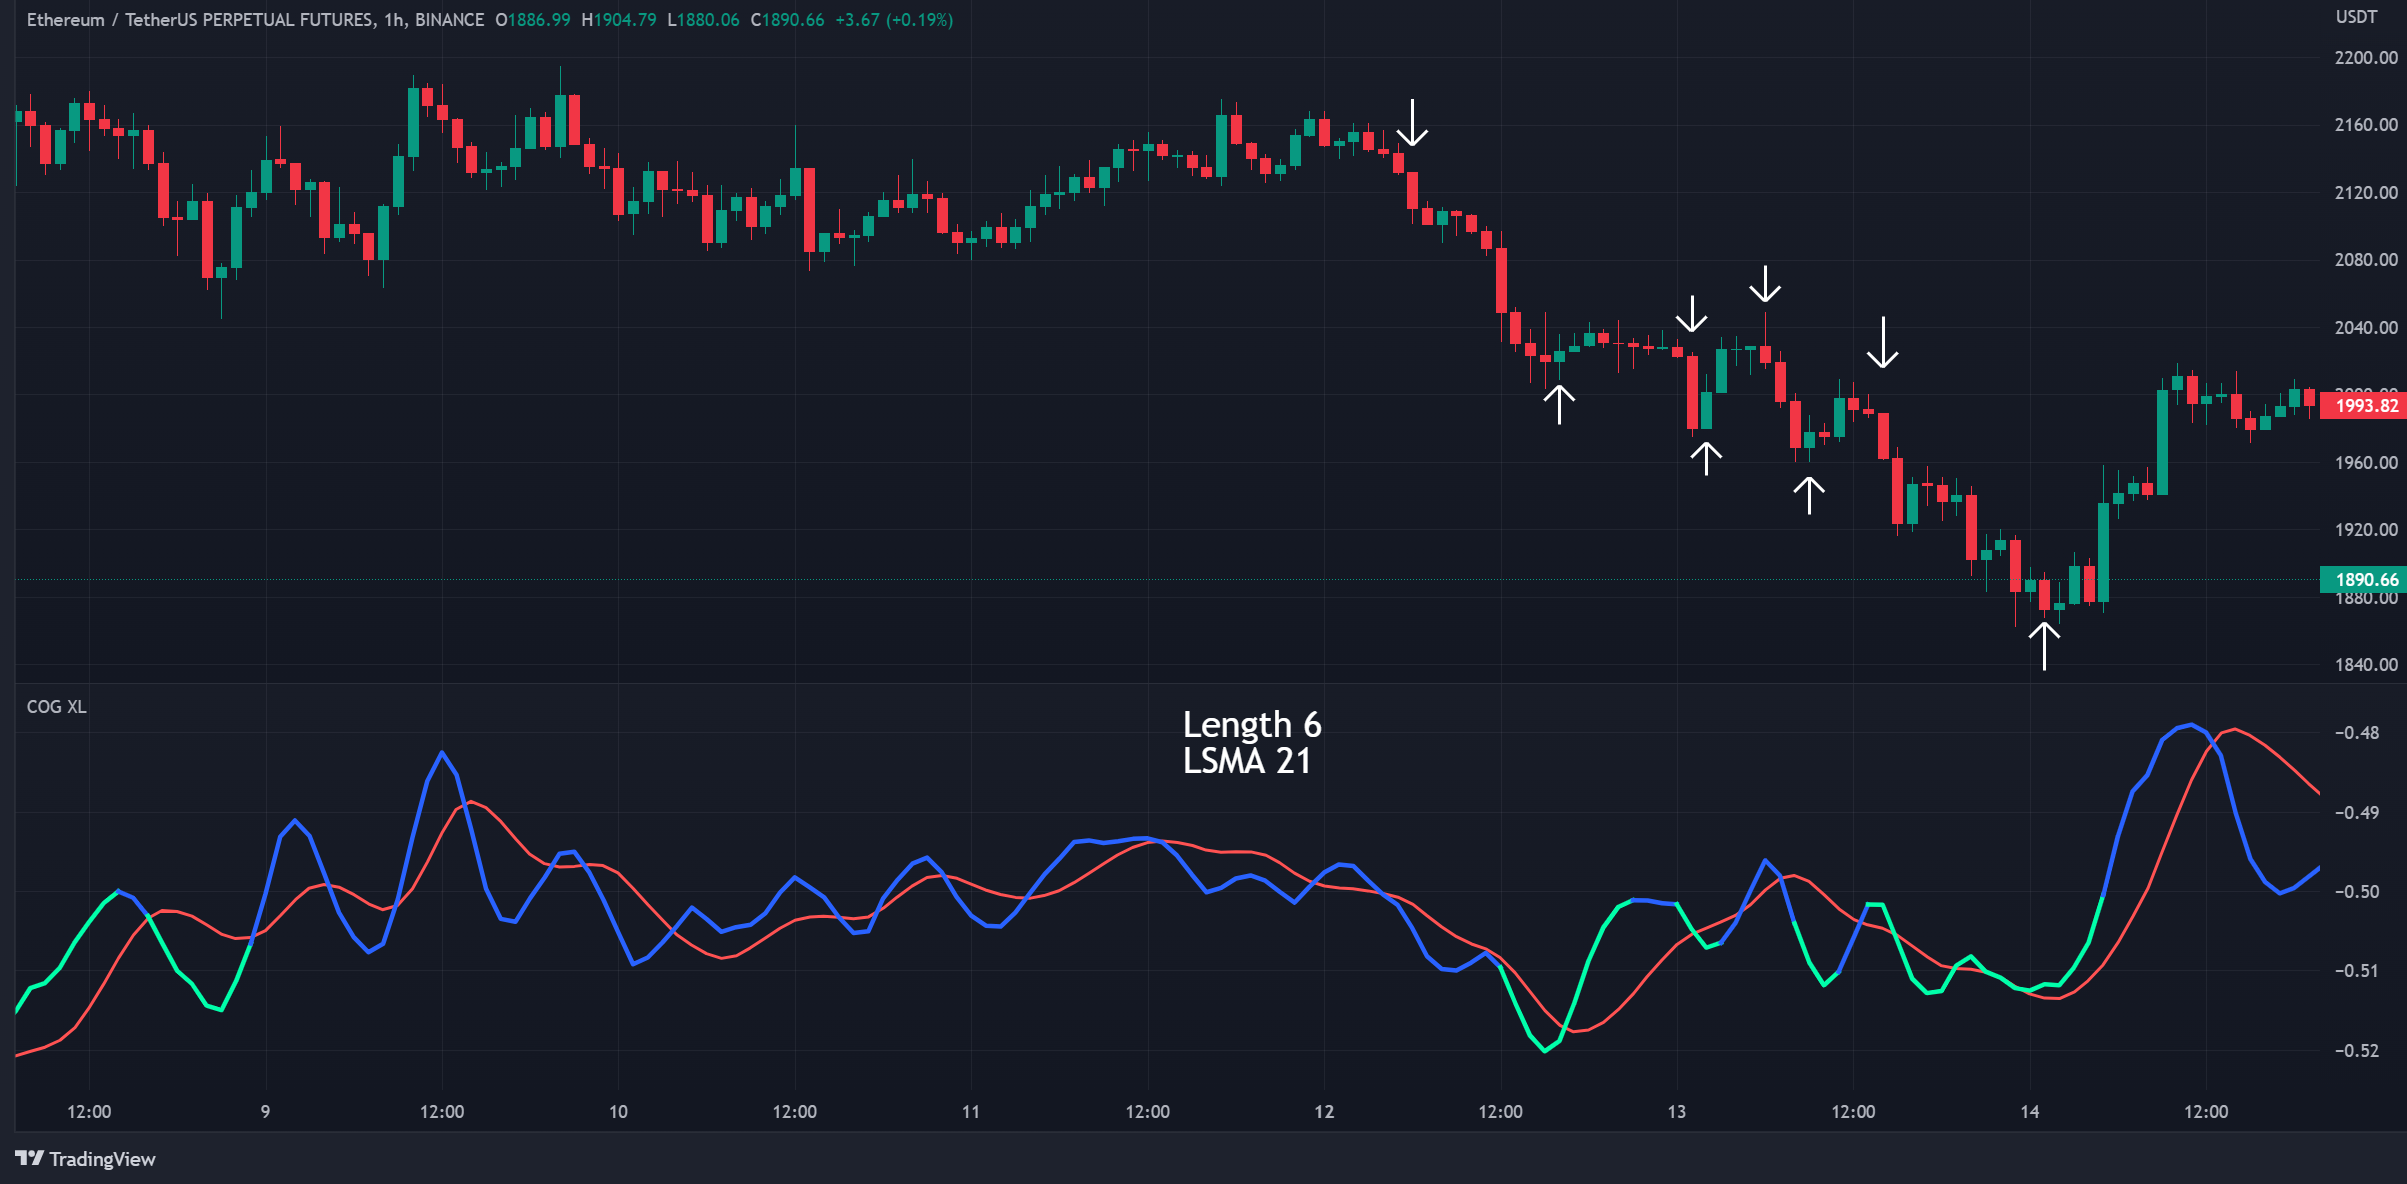 Ethereum / TetherUS PERPETUAL FUTURES, 1h, BINANCE O1886.99 H1904.79 L1880.06 C1890.66 +3.67 (+0.19%)
USDT
2200.00
2160.00
2120.00
2080.00
2040.00
1993.82
1960.00
1920.00
1890.66
1880.00
1840.00
COG XL
Length 6
LSMA 21
−0.48
−0.49
−0.50
−0.51
−0.52
12:00 9 12:00 10 12:00 11 12:00 12 12:00 13 12:00 14 12:00
TradingView